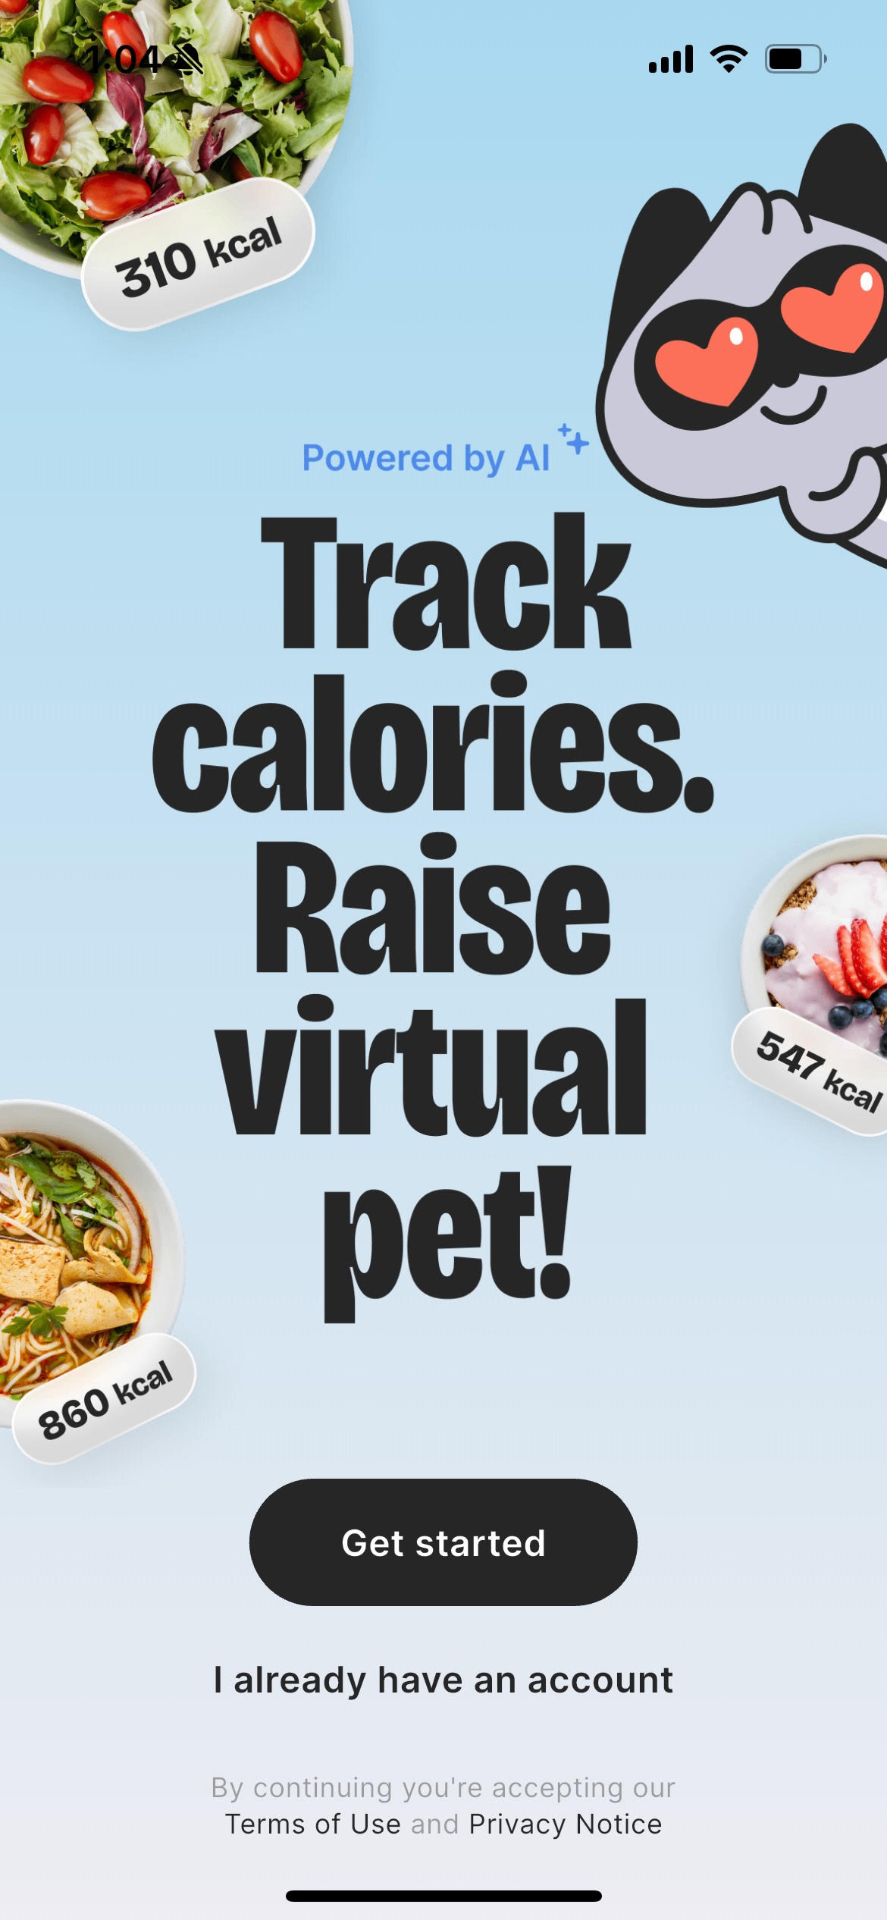 1:04
310 kcal
Powered by AI
Track
calories.
Raise
virtual
pet!
547 kcal
860 kcal
Get started
I already have an account
By continuing you're accepting our
Terms of Use and Privacy Notice